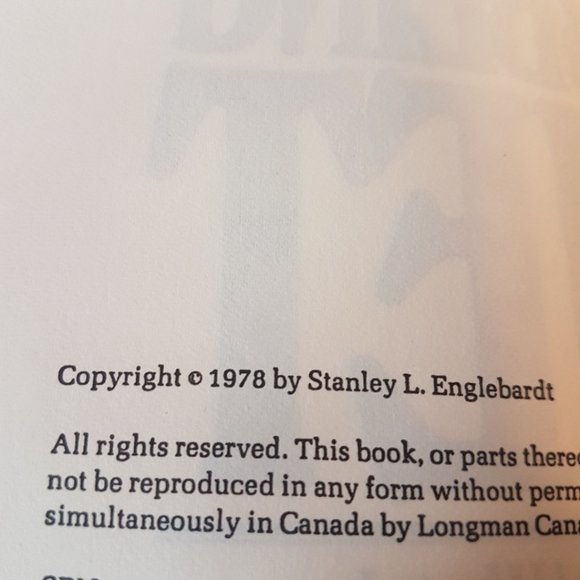 Copyright © 1978 by Stanley L. Englebardt
All rights reserved. This book, or parts
not be reproduced in any form without
simultaneously in Canada by Longman